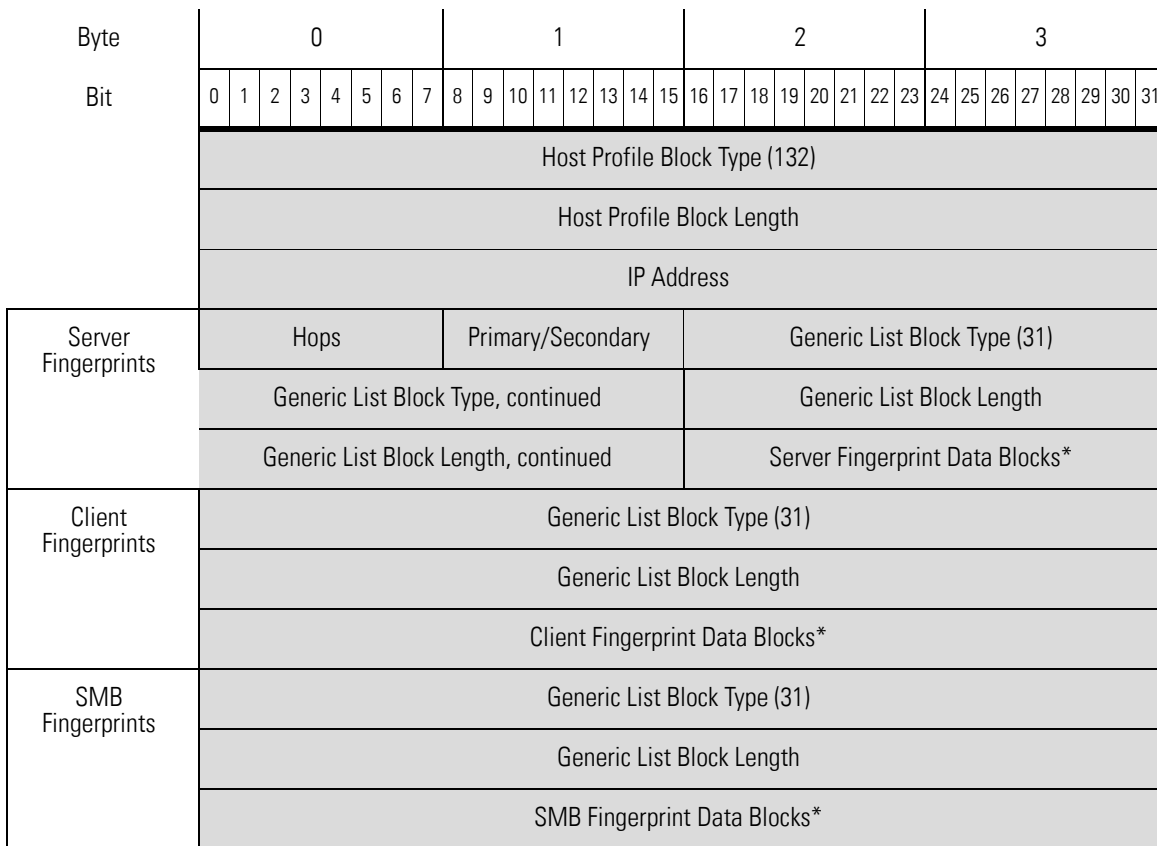 Byte 0 1 2 3
Bit 0 1 2 3 4 5 6 7 8 9 10 11 12 13 14 15 16 17 18 19 20 21 22 23 24 25 26 27 28 29 30 31
Host Profile Block Type (132)
Host Profile Block Length
IP Address
Server
Fingerprints
Hops Primary/Secondary Generic List Block Type (31)
Generic List Block Type, continued Generic List Block Length
Generic List Block Length, continued Server Fingerprint Data Blocks*
Client
Fingerprints
Generic List Block Type (31)
Generic List Block Length
Client Fingerprint Data Blocks*
SMB
Fingerprints
Generic List Block Type (31)
Generic List Block Length
SMB Fingerprint Data Blocks*